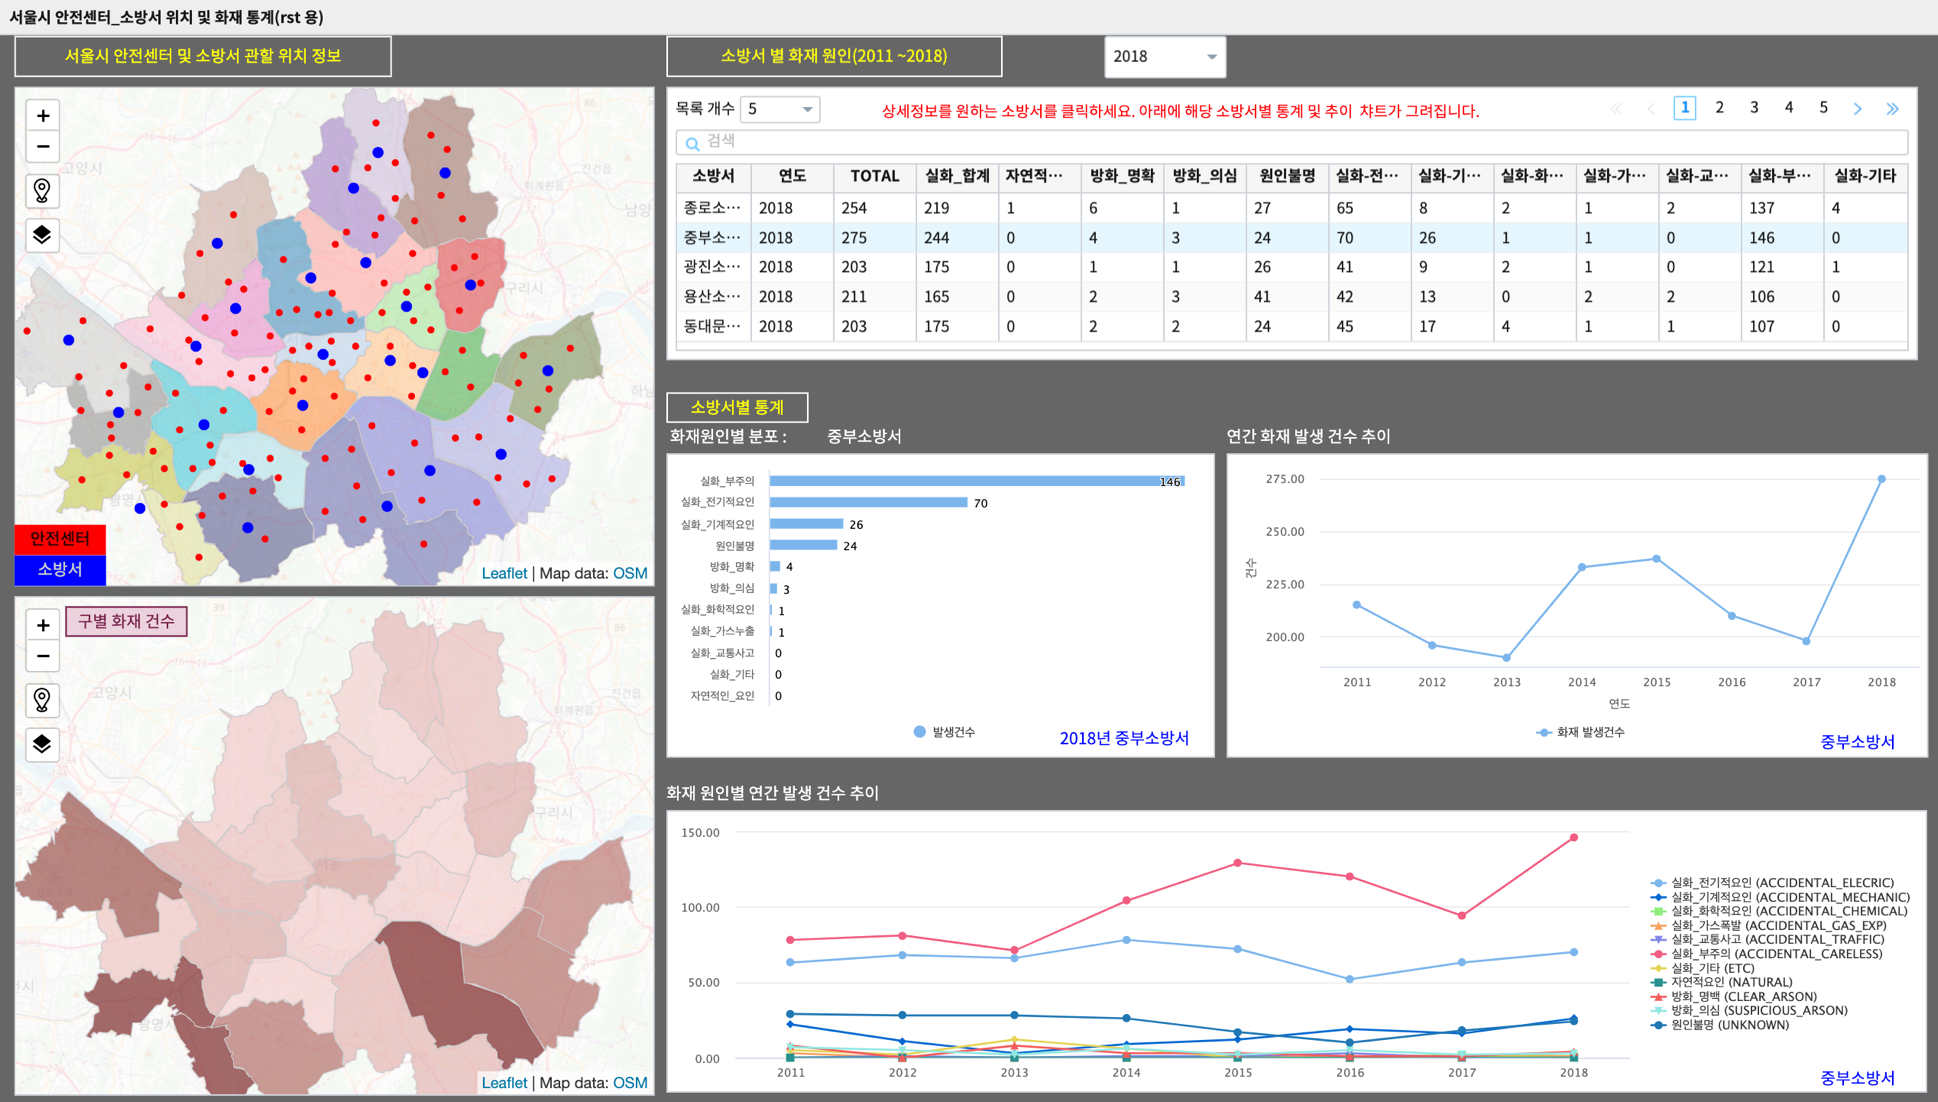 서울시 안전센터_소방서 위치 및 화재 통계(rst 용)
서울시 안전센터 및 소방서 관할 위치 정보
소방서 별 화재 원인(2011 ~2018)
2018
+
−
고양시
86
진건읍
퇴계원읍
구리시
안전센터
소방서
Leaflet | Map data: OSM
목록 개수 5
상세정보를 원하는 소방서를 클릭하세요. 아래에 해당 소방서별 통계 및 추이 챠트가 그려집니다.
1 2 3 4 5
검색
소방서 연도 TOTAL 실화_합계 자연적⋯ 방화_명확 방화_의심 원인불명 실화-전⋯ 실화-기⋯ 실화-화⋯ 실화-가⋯ 실화-교⋯ 실화-부⋯ 실화-기타
종로소⋯ 2018 254 219 1 6 1 27 65 8 2 1 2 137 4
중부소⋯ 2018 275 244 0 4 3 24 70 26 1 1 0 146 0
광진소⋯ 2018 203 175 0 1 1 26 41 9 2 1 0 121 1
용산소⋯ 2018 211 165 0 2 3 41 42 13 0 2 2 106 0
동대문⋯ 2018 203 175 0 2 2 24 45 17 4 1 1 107 0
소방서별 통계
화재원인별 분포 : 중부소방서
실화_부주의 146
실화_전기적요인 70
실화_기계적요인 26
원인불명 24
방화_명확 4
방화_의심 3
실화_화학적요인 1
실화_가스누출 1
실화_교통사고 0
실화_기타 0
자연적인_요인 0
발생건수
2018년 중부소방서
연간 화재 발생 건수 추이
275.00
250.00
225.00
200.00
건수
2011 2012 2013 2014 2015 2016 2017 2018
연도
화재 발생건수
중부소방서
+
−
구별 화재 건수
39
86
고양시
진건읍
퇴계원읍
구리시
Leaflet | Map data: OSM
화재 원인별 연간 발생 건수 추이
150.00
100.00
50.00
0.00
2011 2012 2013 2014 2015 2016 2017 2018
실화_전기적요인 (ACCIDENTAL_ELECRIC)
실화_기계적요인 (ACCIDENTAL_MECHANIC)
실화_화학적요인 (ACCIDENTAL_CHEMICAL)
실화_가스폭발 (ACCIDENTAL_GAS_EXP)
실화_교통사고 (ACCIDENTAL_TRAFFIC)
실화_부주의 (ACCIDENTAL_CARELESS)
실화_기타 (ETC)
자연적요인 (NATURAL)
방화_명백 (CLEAR_ARSON)
방화_의심 (SUSPICIOUS_ARSON)
원인불명 (UNKNOWN)
중부소방서